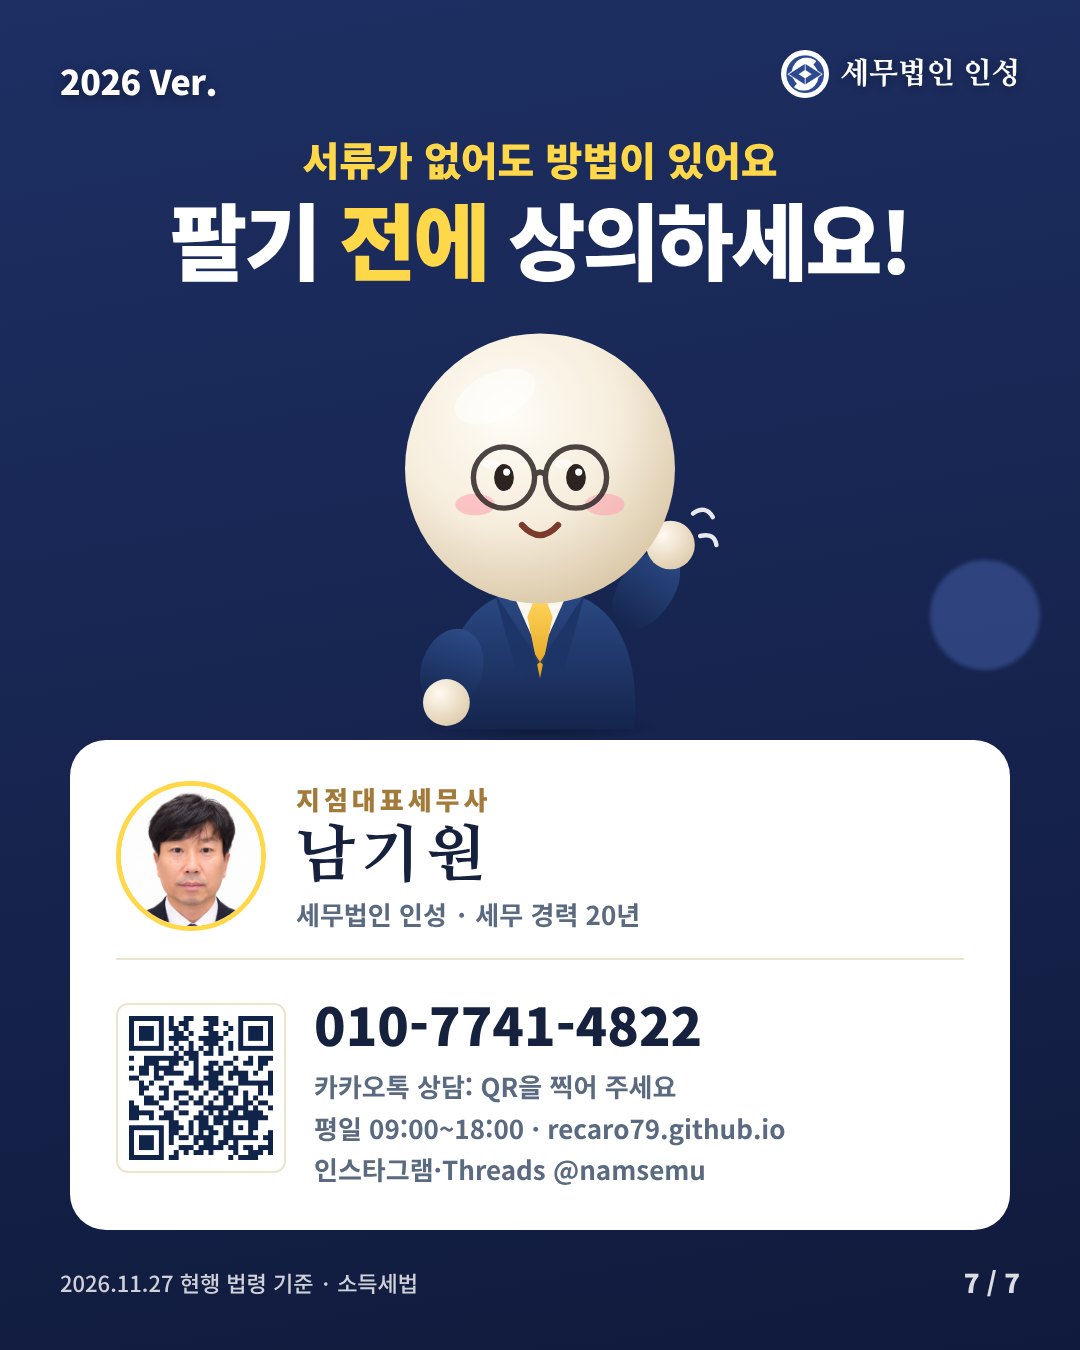 2026 Ver.
세무법인 인성
서류가 없어도 방법이 있어요
팔기 전에 상의하세요!
지점대표세무사
남기원
세무법인 인성 · 세무 경력 20년
010-7741-4822
카카오톡 상담: QR을 찍어 주세요
평일 09:00~18:00 · recaro79.github.io
인스타그램·Threads @namsemu
2026.11.27 현행 법령 기준 · 소득세법
7 / 7